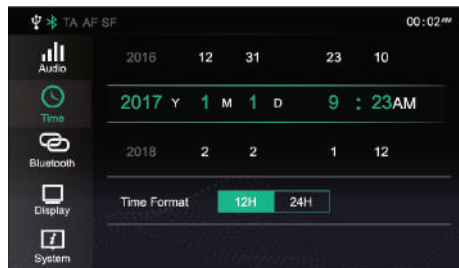 TA AF SF 00:02AM
Audio
2016 12 31 23 10
Time
2017 Y 1 M 1 D 9 : 23AM
Bluetooth
2018 2 2 1 12
Display
Time Format 12H 24H
System